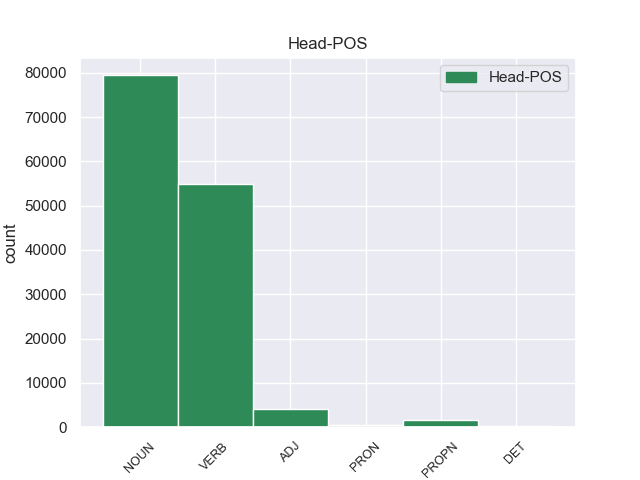 Head-POS
Head-POS
count
80000
70000
60000
50000
40000
30000
20000
10000
0
NOUN
VERB
ADJ
PRON
PROPN
DET